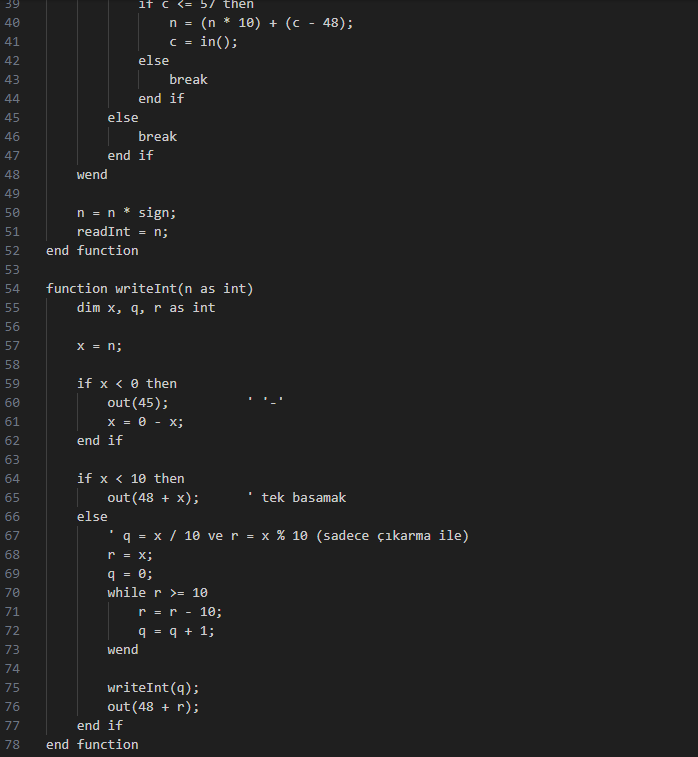 39 if c <= 57 then
40 n = (n * 10) + (c - 48);
41 c = in();
42 else
43 break
44 end if
45 else
46 break
47 end if
48 wend
49
50 n = n * sign;
51 readInt = n;
52 end function
53
54 function writeInt(n as int)
55 dim x, q, r as int
56
57 x = n;
58
59 if x < 0 then
60 out(45); ' '-'
61 x = 0 - x;
62 end if
63
64 if x < 10 then
65 out(48 + x); ' tek basamak
66 else
67 ' q = x / 10 ve r = x % 10 (sadece çıkarma ile)
68 r = x;
69 q = 0;
70 while r >= 10
71 r = r - 10;
72 q = q + 1;
73 wend
74
75 writeInt(q);
76 out(48 + r);
77 end if
78 end function